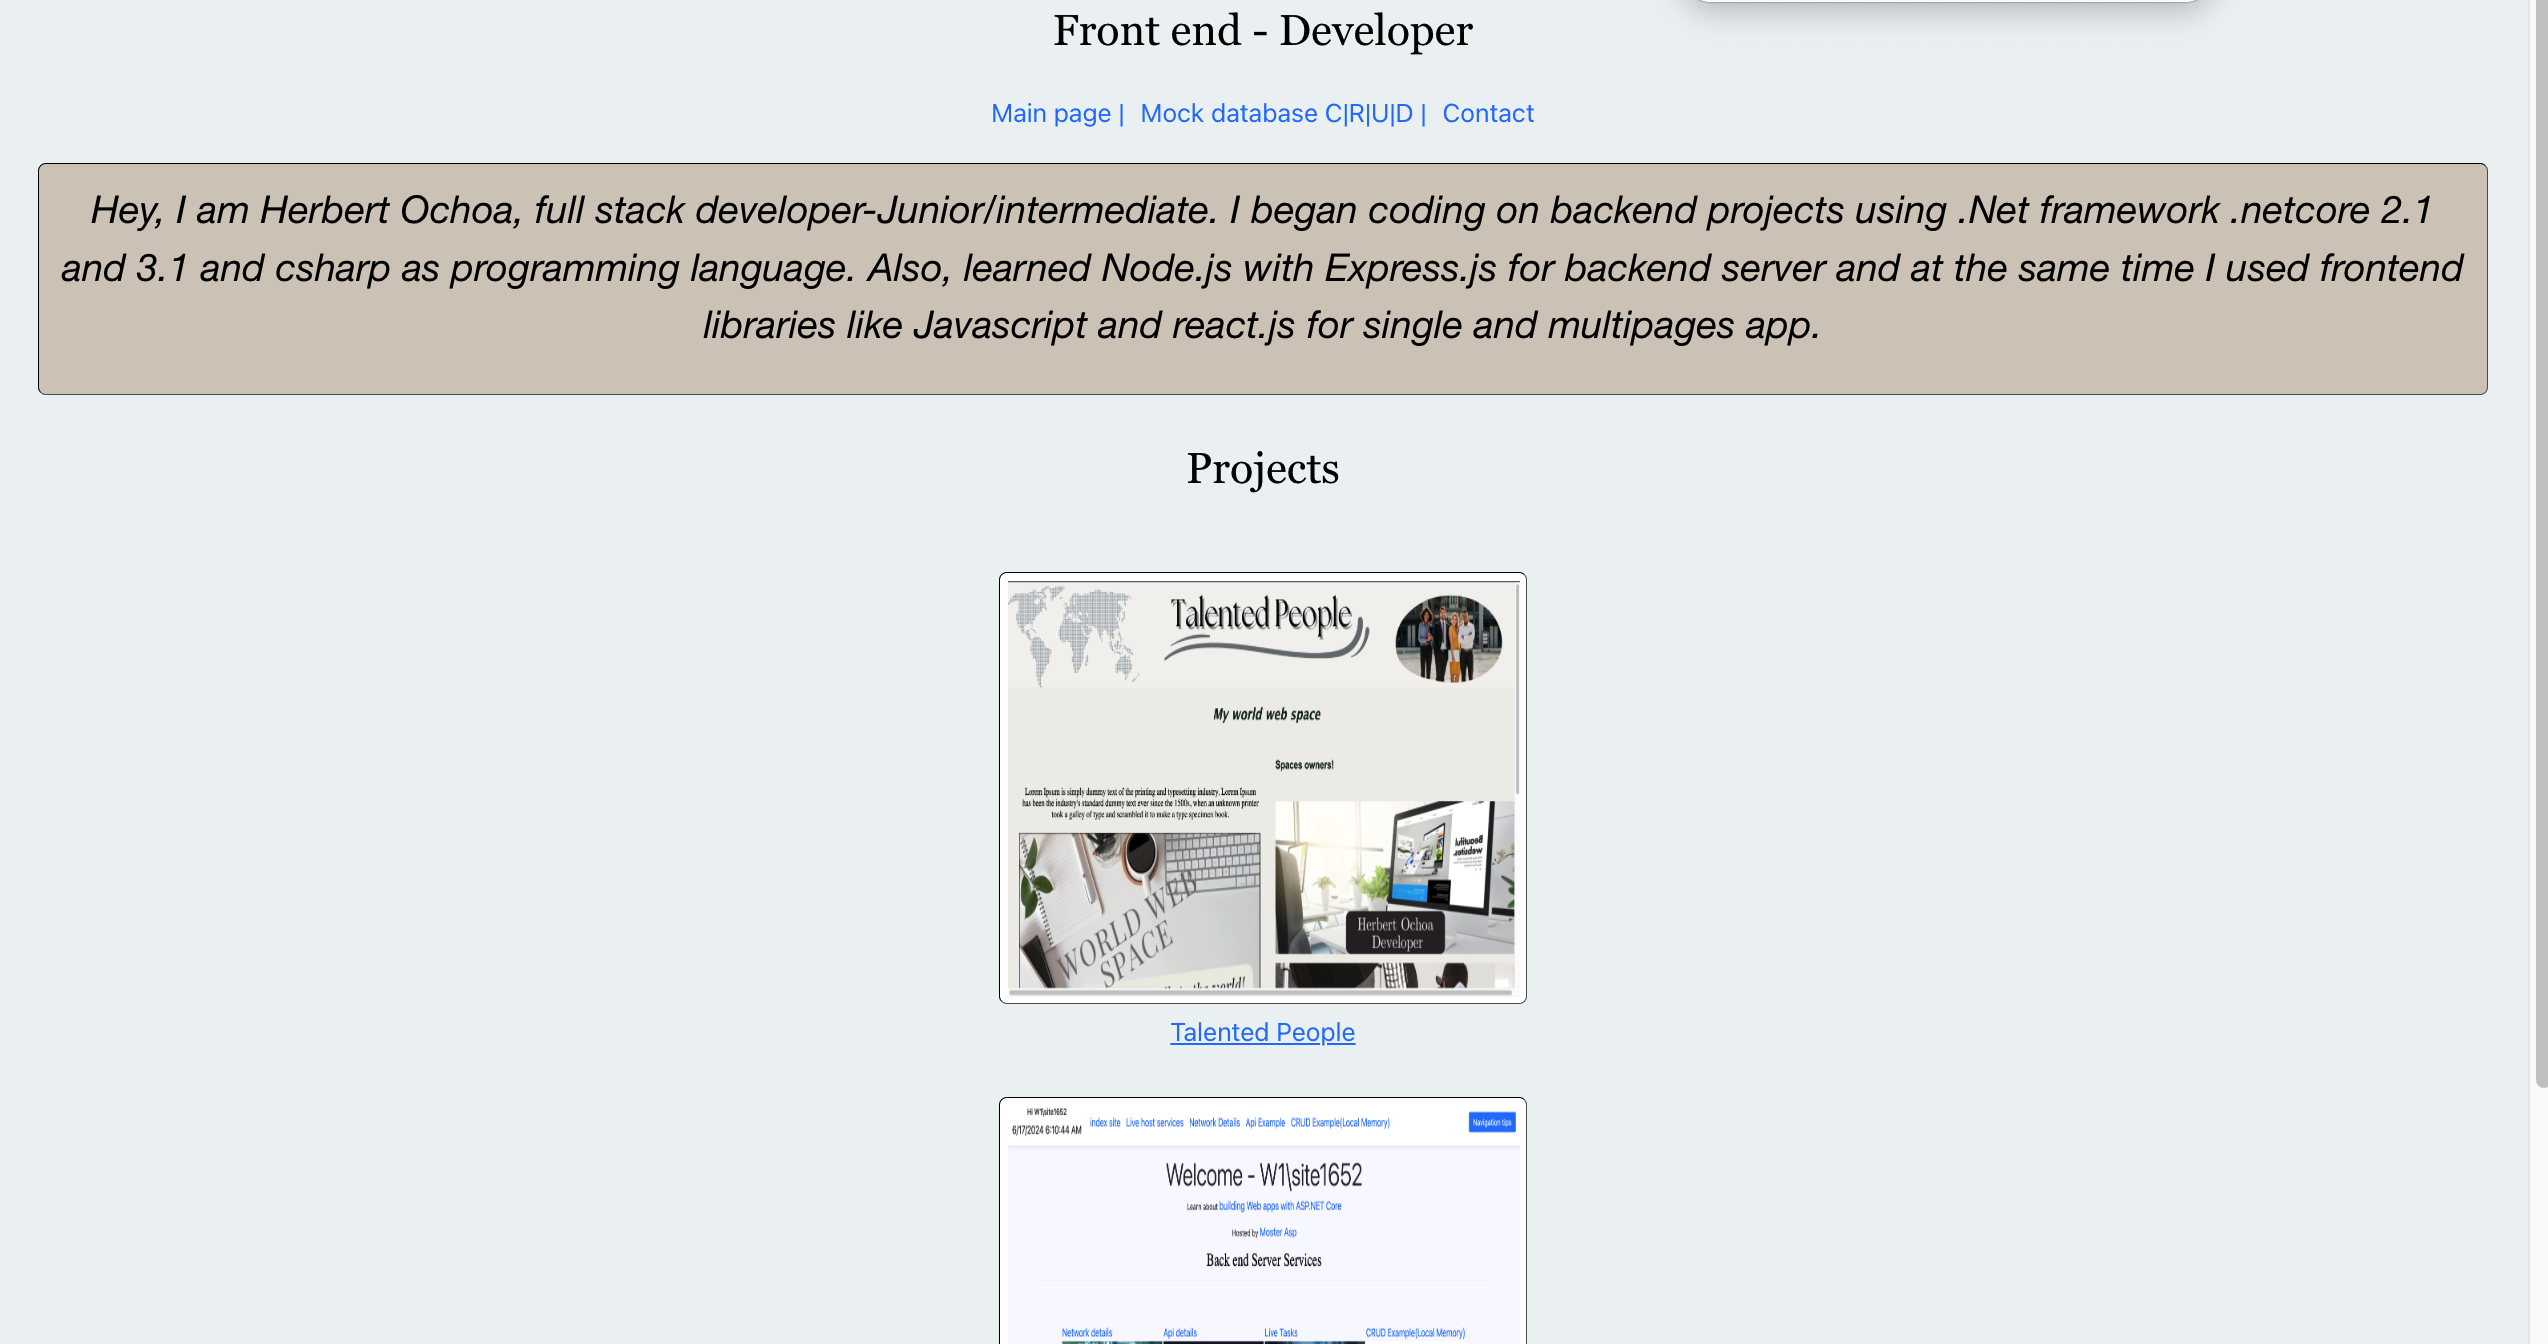 Front end - Developer
Main page | Mock database C|R|U|D | Contact
Hey, I am Herbert Ochoa, full stack developer-Junior/intermediate. I began coding on backend projects using .Net framework .netcore 2.1
and 3.1 and csharp as programming language. Also, learned Node.js with Express.js for backend server and at the same time I used frontend
libraries like Javascript and react.js for single and multipages app.
Projects
Talented People
My world web space
Spaces owners!
Lorem Ipsum is simply dummy text of the printing and typesetting industry. Lorem Ipsum
has been the industry's standard dummy text ever since the 1500s, when an unknown printer
took a galley of type and scrambled it to make a type specimen book.
Beautiful
website.
WORLD WEB
SPACE
Herbert Ochoa
Developer
the world!
Talented People
Hi W1\site1652
6/17/2024 6:10:44 AM
index site Live host services Network Details Api Example CRUD Example(Local Memory)
Navigation tips
Welcome - W1\site1652
Learn about building Web apps with ASP.NET Core
Hosted by Moster Asp
Back end Server Services
Network details Api details Live Tasks CRUD Example(Local Memory)